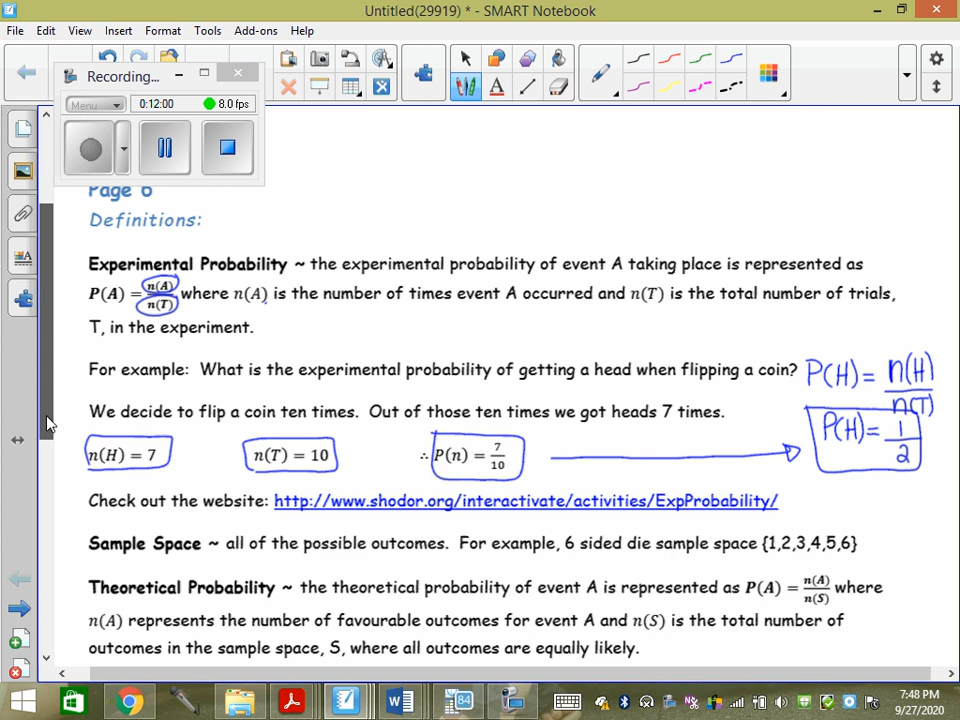 Untitled(29919) * - SMART Notebook
File Edit View Insert Format Tools Add-ons Help
Recording...
Menu 0:12:00 8.0 fps
Page 6
Definitions:
Experimental Probability ~ the experimental probability of event A taking place is represented as
P(A) = n(A)/n(T) where n(A) is the number of times event A occurred and n(T) is the total number of trials,
T, in the experiment.
For example: What is the experimental probability of getting a head when flipping a coin? P(H) = n(H)/n(T)
We decide to flip a coin ten times. Out of those ten times we got heads 7 times. P(H) = 1/2
n(H) = 7 n(T) = 10 ∴ P(n) = 7/10
Check out the website: http://www.shodor.org/interactivate/activities/ExpProbability/
Sample Space ~ all of the possible outcomes. For example, 6 sided die sample space {1,2,3,4,5,6}
Theoretical Probability ~ the theoretical probability of event A is represented as P(A) = n(A)/n(S) where
n(A) represents the number of favourable outcomes for event A and n(S) is the total number of
outcomes in the sample space, S, where all outcomes are equally likely.
84
7:48 PM
9/27/2020